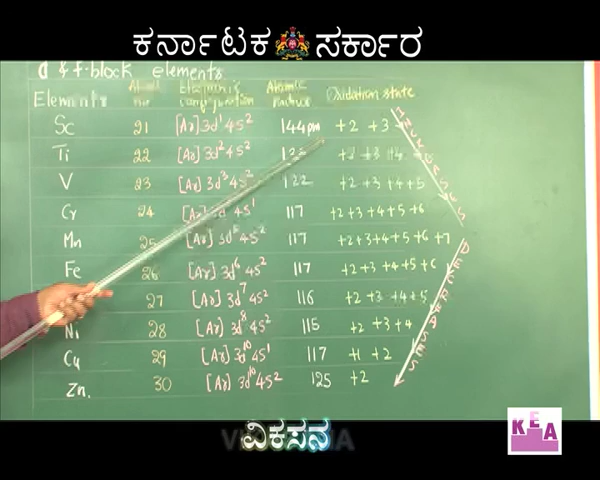 ಕರ್ನಾಟಕ ಸರ್ಕಾರ
d & f-block elements
Elements Atomic no Electronic configuration Atomic radius Oxidation state
Sc 21 [Ar] 3d¹ 4s² 144pm +2 +3
Ti 22 [Ar] 3d² 4s² +2 +3 +4
V 23 [Ar] 3d³ 4s² 122 +2 +3 +4 +5
Cr 24 [Ar] 4s¹ 117 +2 +3 +4 +5 +6
Mn 25 [Ar] 3d⁵ 4s² 117 +2 +3 +4 +5 +6 +7
Fe 26 [Ar] 3d⁶ 4s² 117 +2 +3 +4 +5 +6
27 [Ar] 3d⁷ 4s² 116 +2 +3 +4 +5
Ni 28 [Ar] 3d⁸ 4s² 115 +2 +3 +4
Cu 29 [Ar] 3d¹⁰ 4s¹ 117 +1 +2
Zn. 30 [Ar] 3d¹⁰ 4s² 125 +2
INCREASES
DECREASES
ವಿಕಸನ
KEA